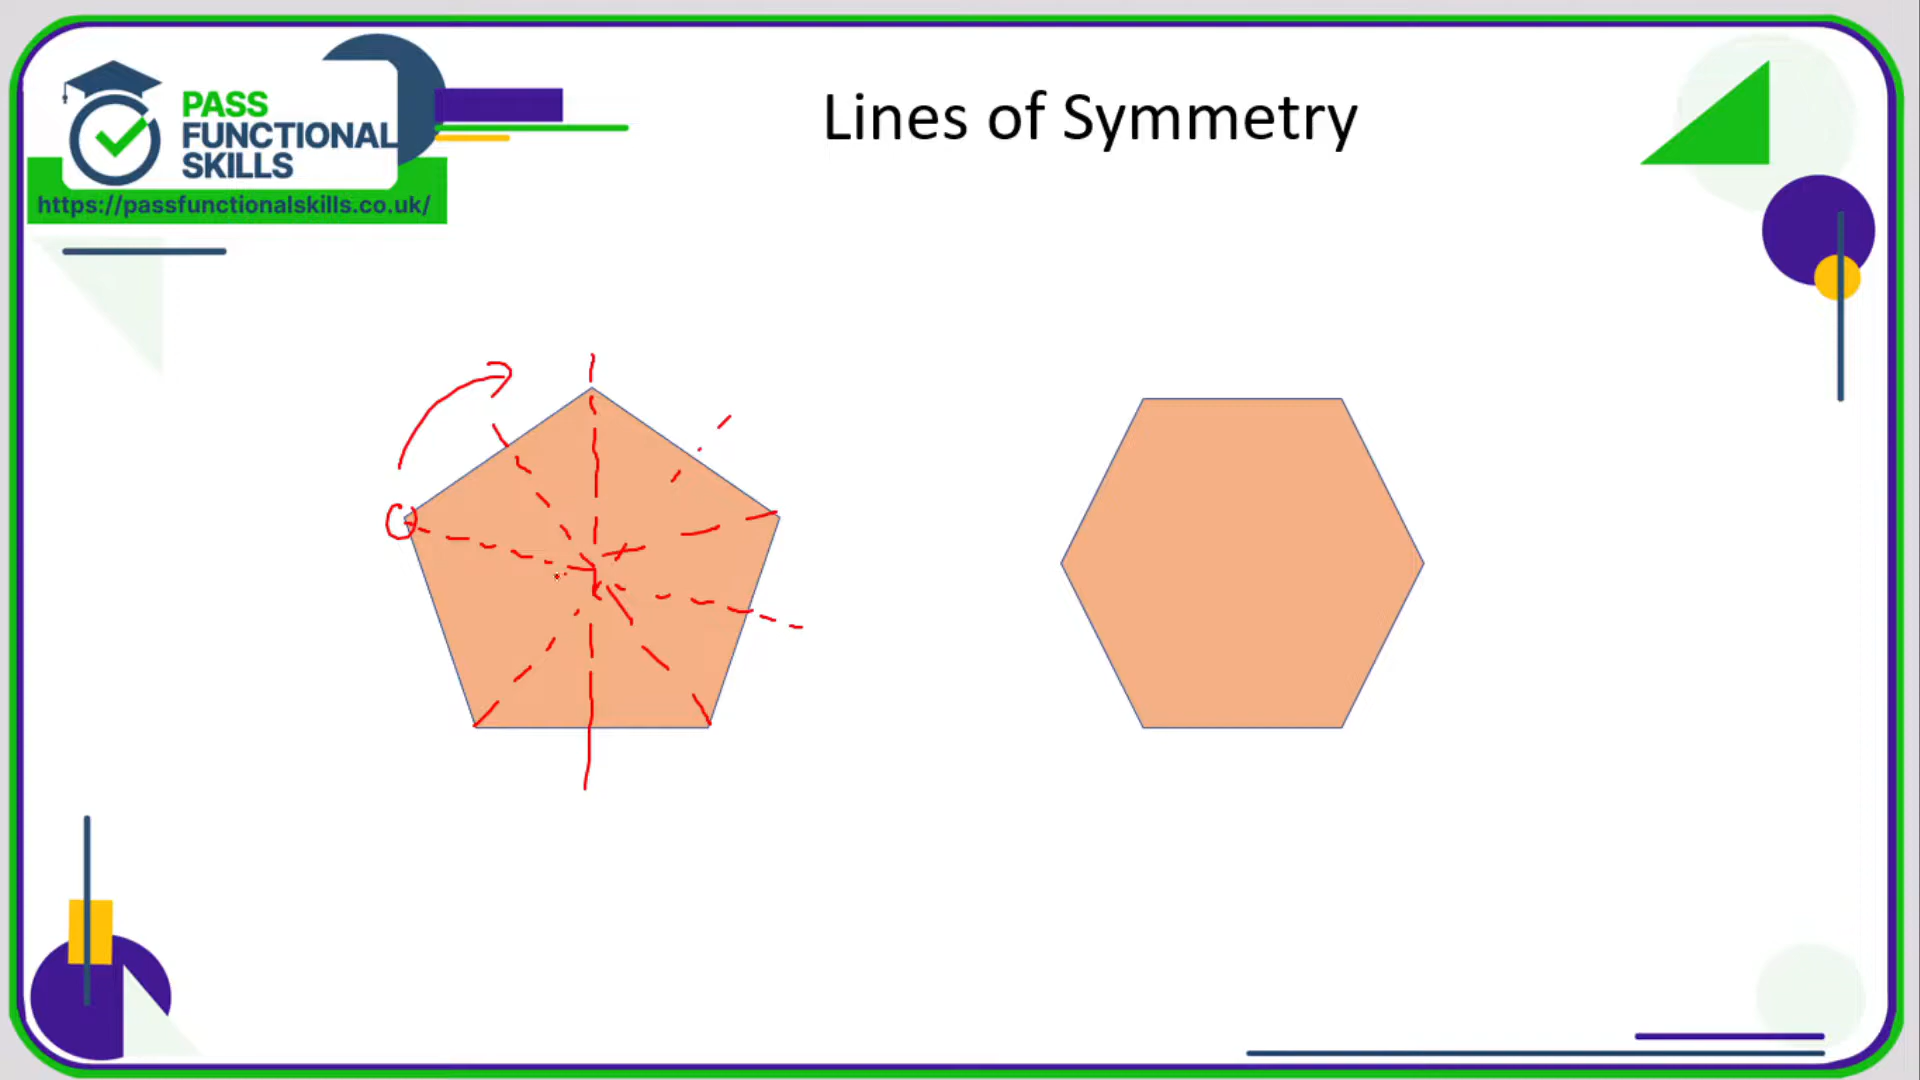 PASS
FUNCTIONAL
SKILLS
https://passfunctionalskills.co.uk/
Lines of Symmetry